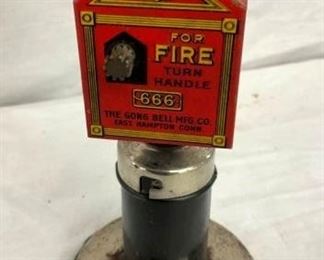 FOR
FIRE
TURN
HANDLE
666
THE GONG BELL MFG. CO.
EAST HAMPTON CONN.